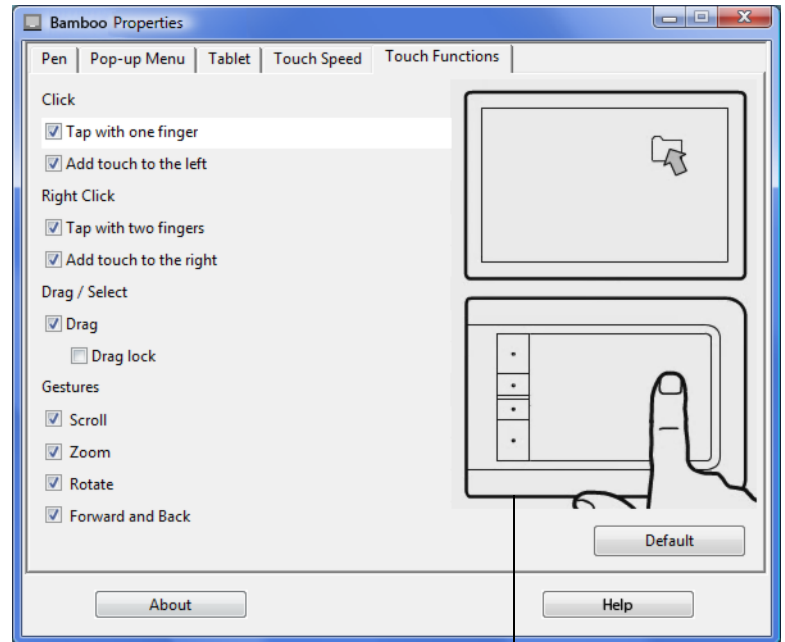 Bamboo Properties
Pen Pop-up Menu Tablet Touch Speed Touch Functions
Click
Tap with one finger
Add touch to the left
Right Click
Tap with two fingers
Add touch to the right
Drag / Select
Drag
Drag lock
Gestures
Scroll
Zoom
Rotate
Forward and Back
Default
About Help